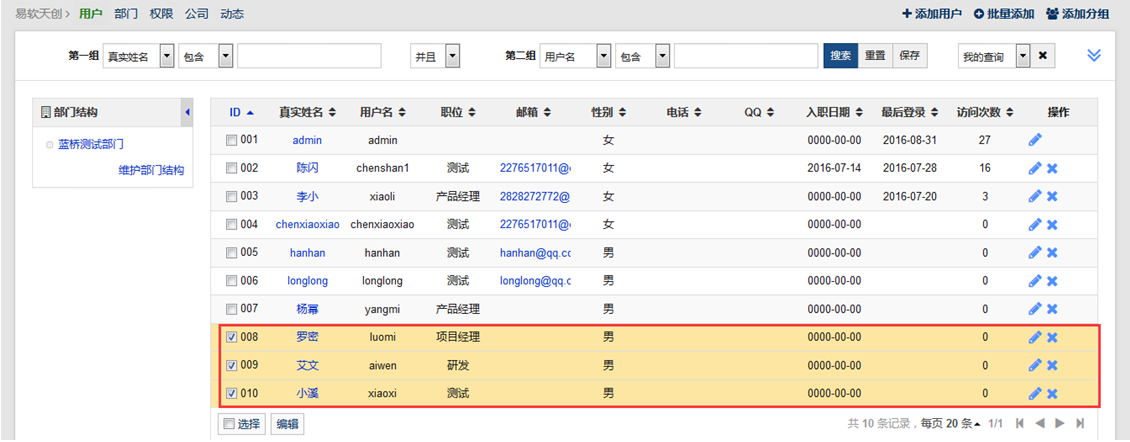 易软天创 › 用户 部门 权限 公司 动态 添加用户 批量添加 添加分组
第一组 真实姓名 包含 并且 第二组 用户名 包含 搜索 重置 保存 我的查询
部门结构
蓝桥测试部门
维护部门结构
ID 真实姓名 用户名 职位 邮箱 性别 电话 QQ 入职日期 最后登录 访问次数 操作
001 admin admin 女 0000-00-00 2016-08-31 27
002 陈闪 chenshan1 测试 2276517011@ 女 2016-07-14 2016-07-28 16
003 李小 xiaoli 产品经理 2828272772@ 女 0000-00-00 2016-07-20 3
004 chenxiaoxiao chenxiaoxiao 测试 2276517011@ 女 0000-00-00 0
005 hanhan hanhan 测试 hanhan@qq.cc 男 0000-00-00 0
006 longlong longlong 测试 longlong@qq.c 男 0000-00-00 0
007 杨幂 yangmi 产品经理 男 0000-00-00 0
008 罗密 luomi 项目经理 男 0000-00-00 0
009 艾文 aiwen 研发 男 0000-00-00 0
010 小溪 xiaoxi 测试 男 0000-00-00 0
选择 编辑 共 10 条记录，每页 20 条 1/1